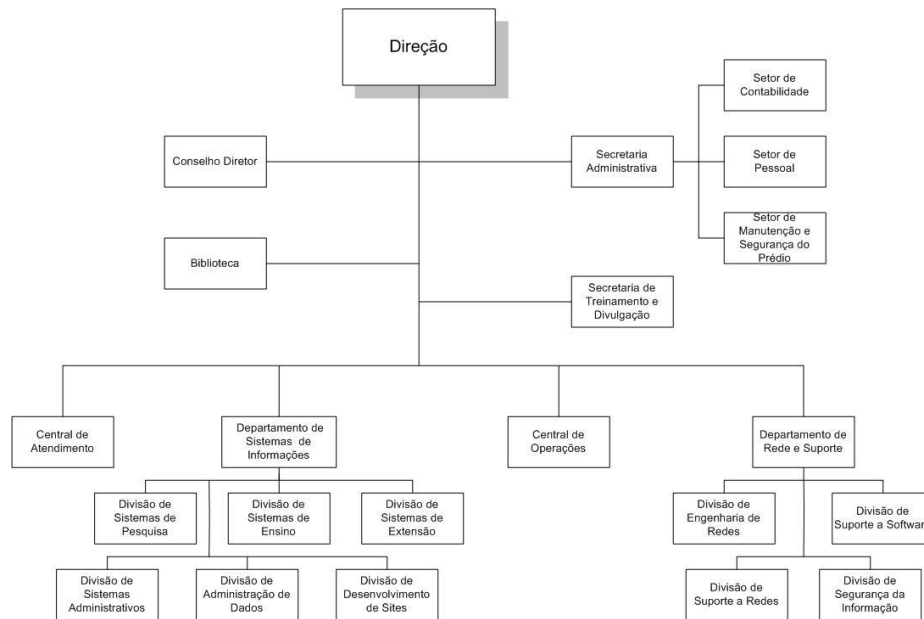 Direção
Setor de
Contabilidade
Conselho Diretor
Secretaria
Administrativa
Setor de
Pessoal
Setor de
Manutenção e
Segurança do
Prédio
Biblioteca
Secretaria de
Treinamento e
Divulgação
Central de
Atendimento
Departamento de
Sistemas de
Informações
Central de
Operações
Departamento de
Rede e Suporte
Divisão de
Sistemas de
Pesquisa
Divisão de
Sistemas de
Ensino
Divisão de
Sistemas de
Extensão
Divisão de
Engenharia de
Redes
Divisão de
Suporte a Softwar
Divisão de
Sistemas
Administrativos
Divisão de
Administração de
Dados
Divisão de
Desenvolvimento
de Sites
Divisão de
Suporte a Redes
Divisão de
Segurança da
Informação